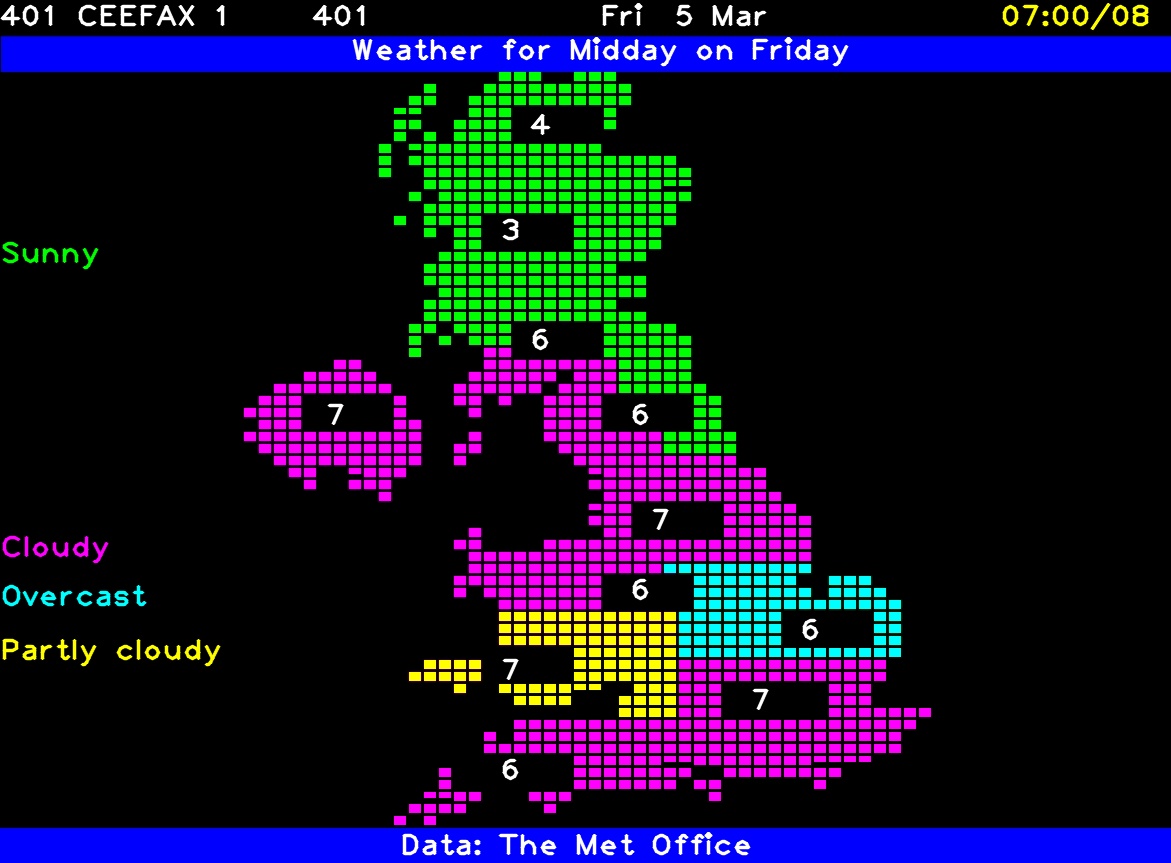 401 CEEFAX 1 401 Fri 5 Mar 07:00/08
Weather for Midday on Friday
4
3
Sunny
6
7 6
7
Cloudy
6
Overcast
6
Partly cloudy
7
7
6
Data: The Met Office